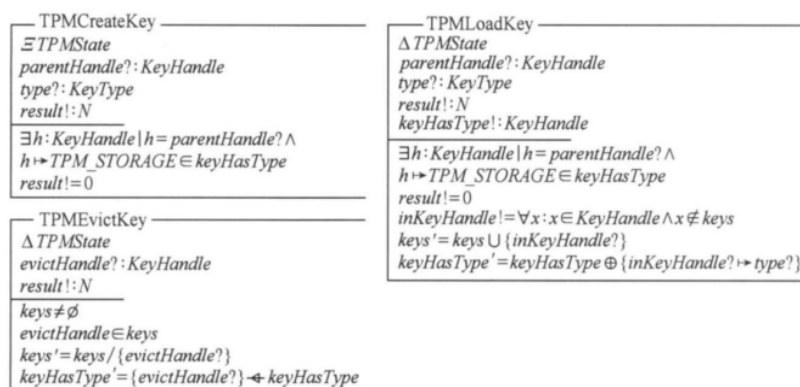 TPMCreateKey
ΞTPMState
parentHandle?:KeyHandle
type?:KeyType
result!:N
∃h:KeyHandle|h=parentHandle?∧
h↦TPM_STORAGE∈keyHasType
result!=0
TPMEvictKey
ΔTPMState
evictHandle?:KeyHandle
result!:N
keys≠∅
evictHandle∈keys
keys'=keys/{evictHandle?}
keyHasType'={evictHandle?}⩤keyHasType
TPMLoadKey
ΔTPMState
parentHandle?:KeyHandle
type?:KeyType
result!:N
keyHasType!:KeyHandle
∃h:KeyHandle|h=parentHandle?∧
h↦TPM_STORAGE∈keyHasType
result!=0
inKeyHandle!=∀x:x∈KeyHandle∧x∉keys
keys'=keys∪{inKeyHandle?}
keyHasType'=keyHasType⊕{inKeyHandle?↦type?}